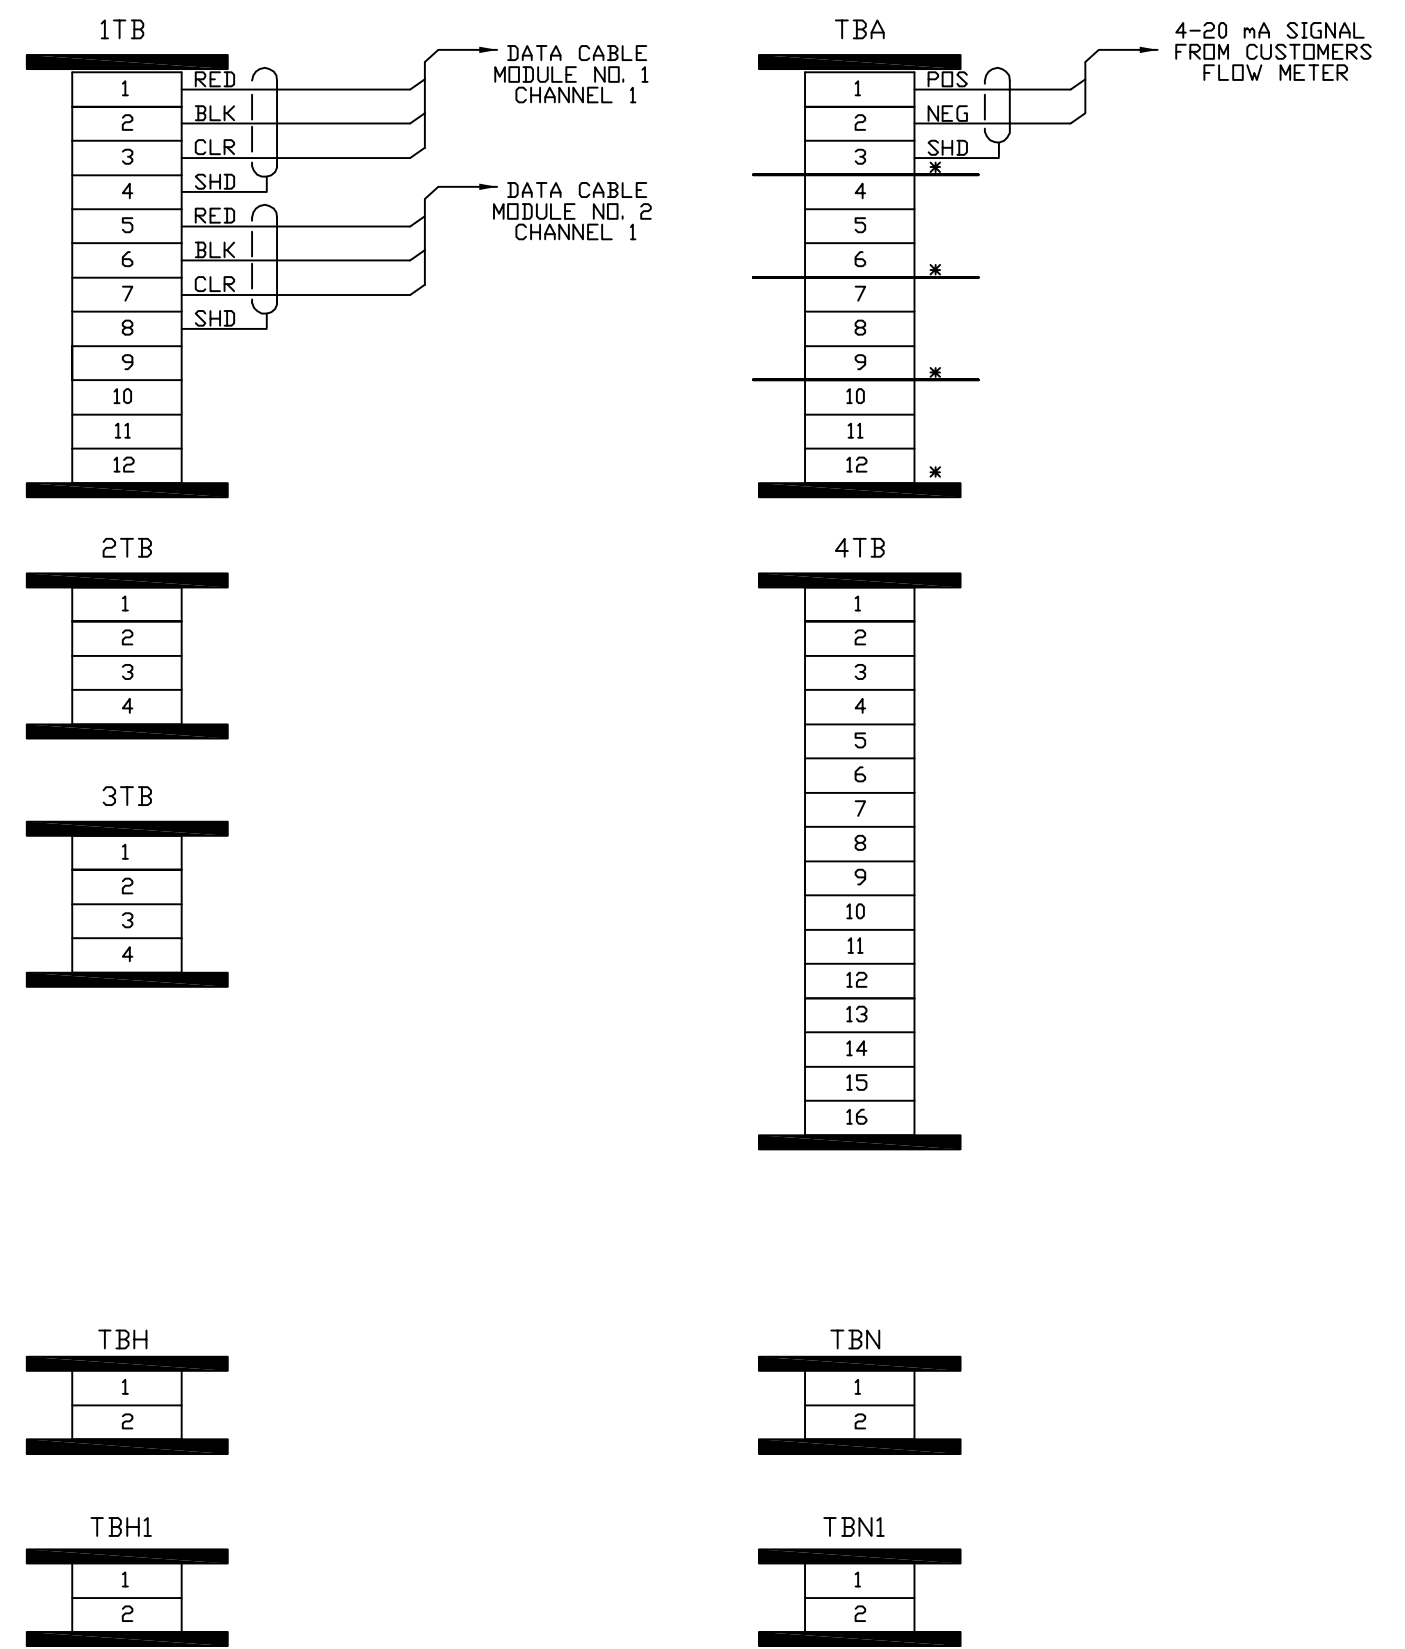 1TB
1 RED
2 BLK
3 CLR
4 SHD
5 RED
6 BLK
7 CLR
8 SHD
9
10
11
12
DATA CABLE
MODULE NO. 1
CHANNEL 1
DATA CABLE
MODULE NO. 2
CHANNEL 1
TBA
1 POS
2 NEG
3 SHD
*
4
5
6 *
7
8
9 *
10
11
12 *
4-20 mA SIGNAL
FROM CUSTOMERS
FLOW METER
2TB
1
2
3
4
4TB
1
2
3
4
5
6
7
8
9
10
11
12
13
14
15
16
3TB
1
2
3
4
TBH
1
2
TBN
1
2
TBH1
1
2
TBN1
1
2